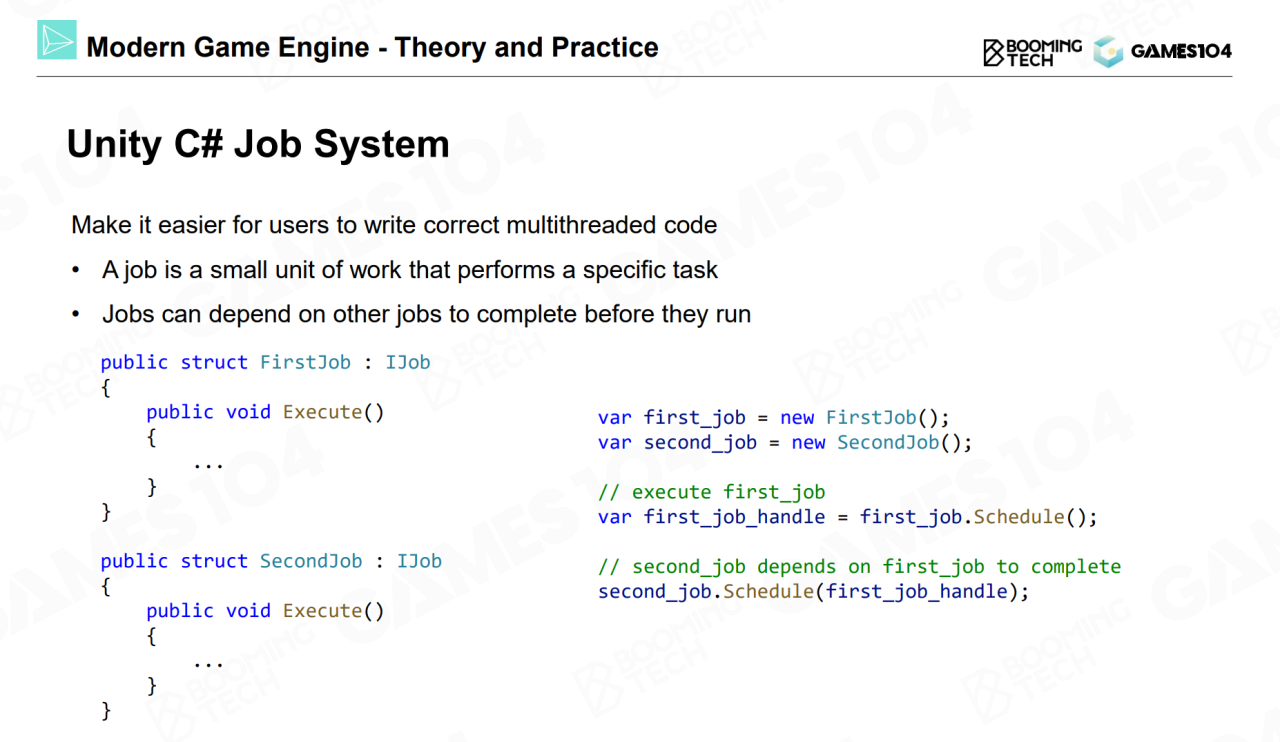 Modern Game Engine - Theory and Practice
BOOMING
TECH
GAMES104
Unity C# Job System
Make it easier for users to write correct multithreaded code
• A job is a small unit of work that performs a specific task
• Jobs can depend on other jobs to complete before they run
public struct FirstJob : IJob
{
    public void Execute()
    {
        ...
    }
}
public struct SecondJob : IJob
{
    public void Execute()
    {
        ...
    }
}
var first_job = new FirstJob();
var second_job = new SecondJob();
// execute first_job
var first_job_handle = first_job.Schedule();
// second_job depends on first_job to complete
second_job.Schedule(first_job_handle);